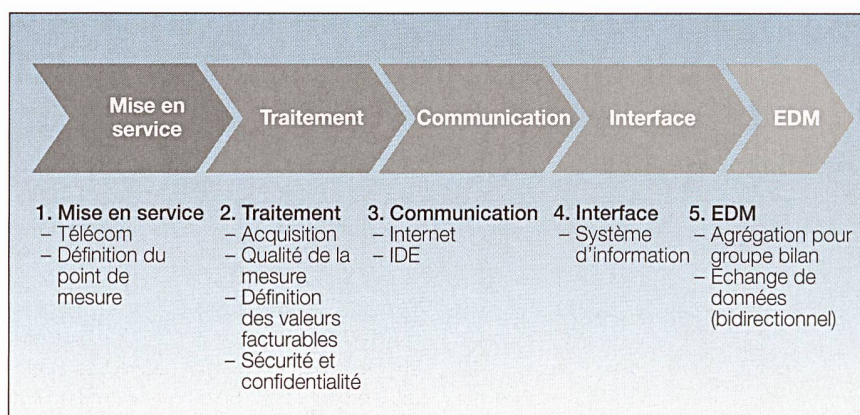 Mise en
service
Traitement
Communication
Interface
EDM
1. Mise en service
– Télécom
– Définition du
point de
mesure
2. Traitement
– Acquisition
– Qualité de la
mesure
– Définition
des valeurs
facturables
– Sécurité et
confidentialité
3. Communication
– Internet
– IDE
4. Interface
– Système
d'information
5. EDM
– Agrégation pour
groupe bilan
– Echange de
données
(bidirectionnel)